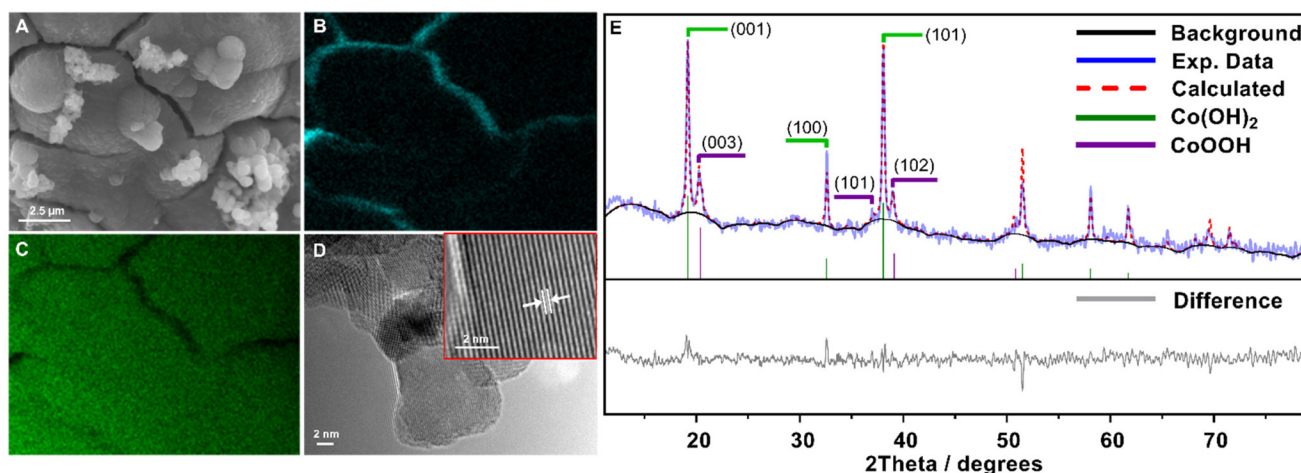 A
2.5 µm
B
C
D
2 nm
2 nm
E
(001)
(003)
(100)
(101)
(101)
(102)
Background
Exp. Data
Calculated
Co(OH)₂
CoOOH
Difference
20 30 40 50 60 70
2Theta / degrees